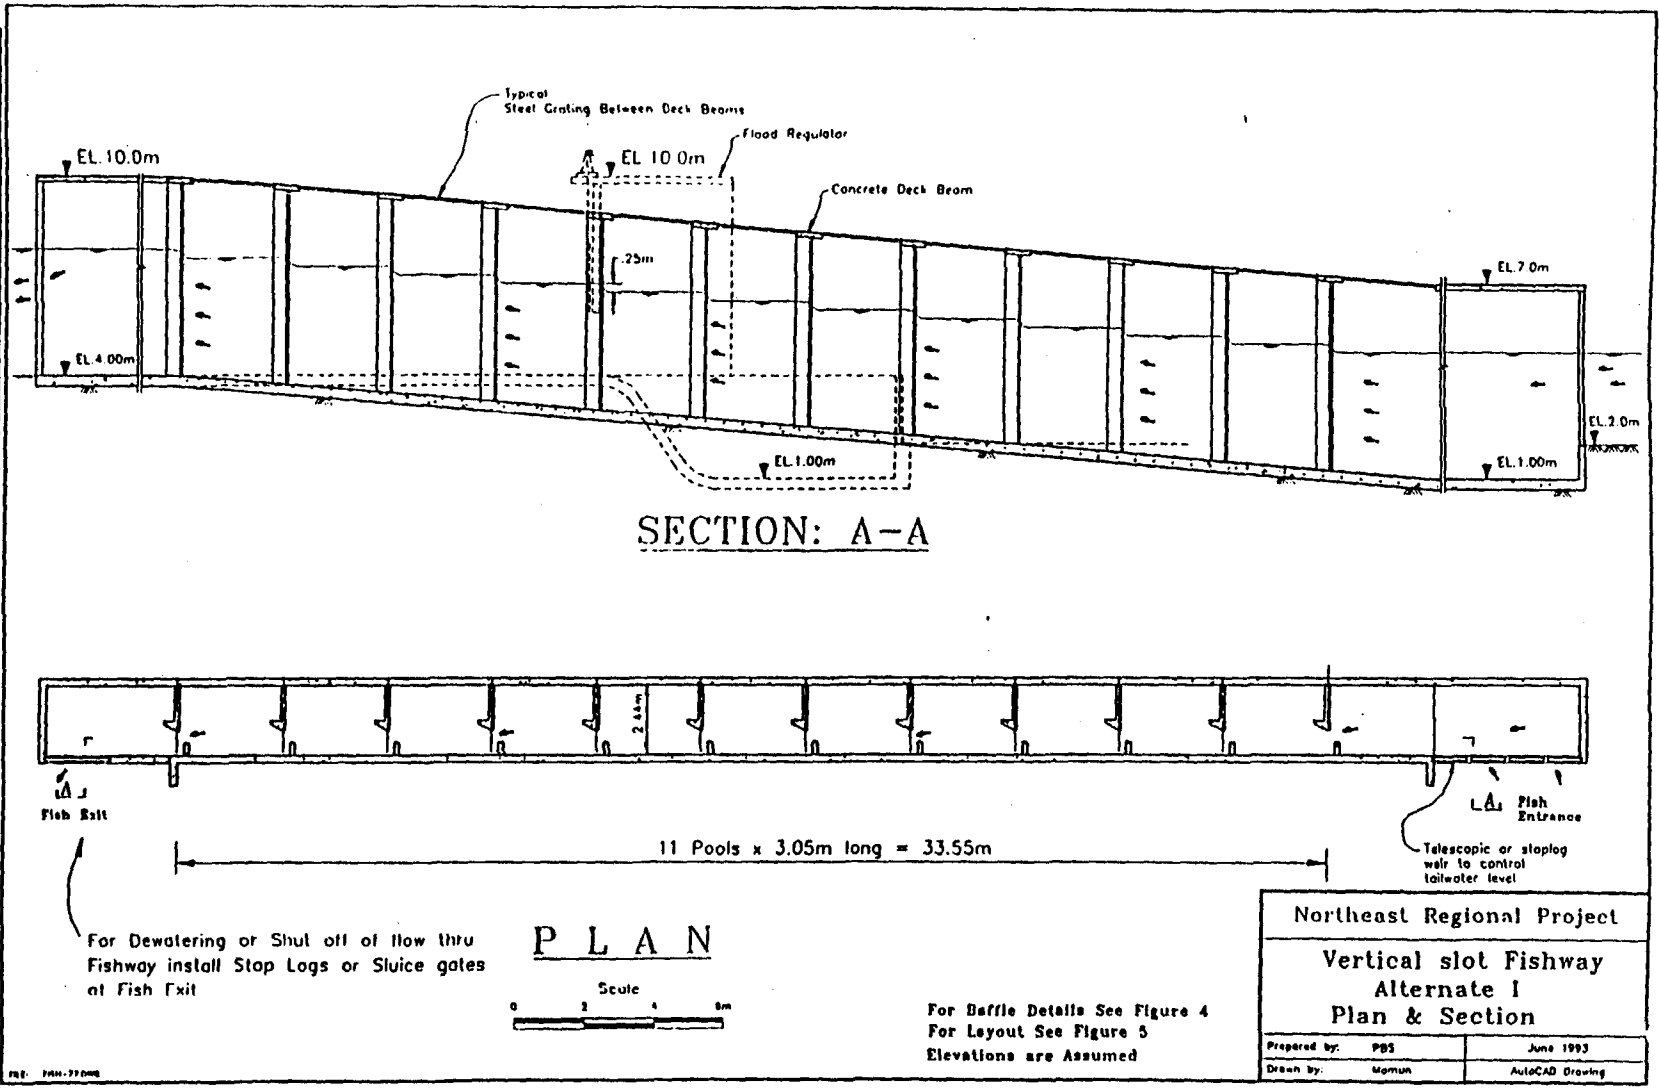 Typical
Steel Grating Between Deck Beams
Flood Regulator
EL.10.0m
EL 10 0m
Concrete Deck Beam
.25m
EL.7.0m
EL.4.00m
EL.2.0m
EL.1.00m
EL.1.00m
SECTION: A-A
2.44m
A
Fish Exit
A
Fish
Entrance
11 Pools x 3.05m long = 33.55m
Telescopic or stoplog
weir to control
tailwater level
For Dewatering or Shut off of flow thru
Fishway install Stop Logs or Sluice gates
at Fish Exit
PLAN
Scale
0 2 4 6m
For Baffle Details See Figure 4
For Layout See Figure 5
Elevations are Assumed
Northeast Regional Project
Vertical slot Fishway
Alternate I
Plan & Section
Prepared by: PBS June 1993
Drawn by: Mamun AutoCAD Drawing